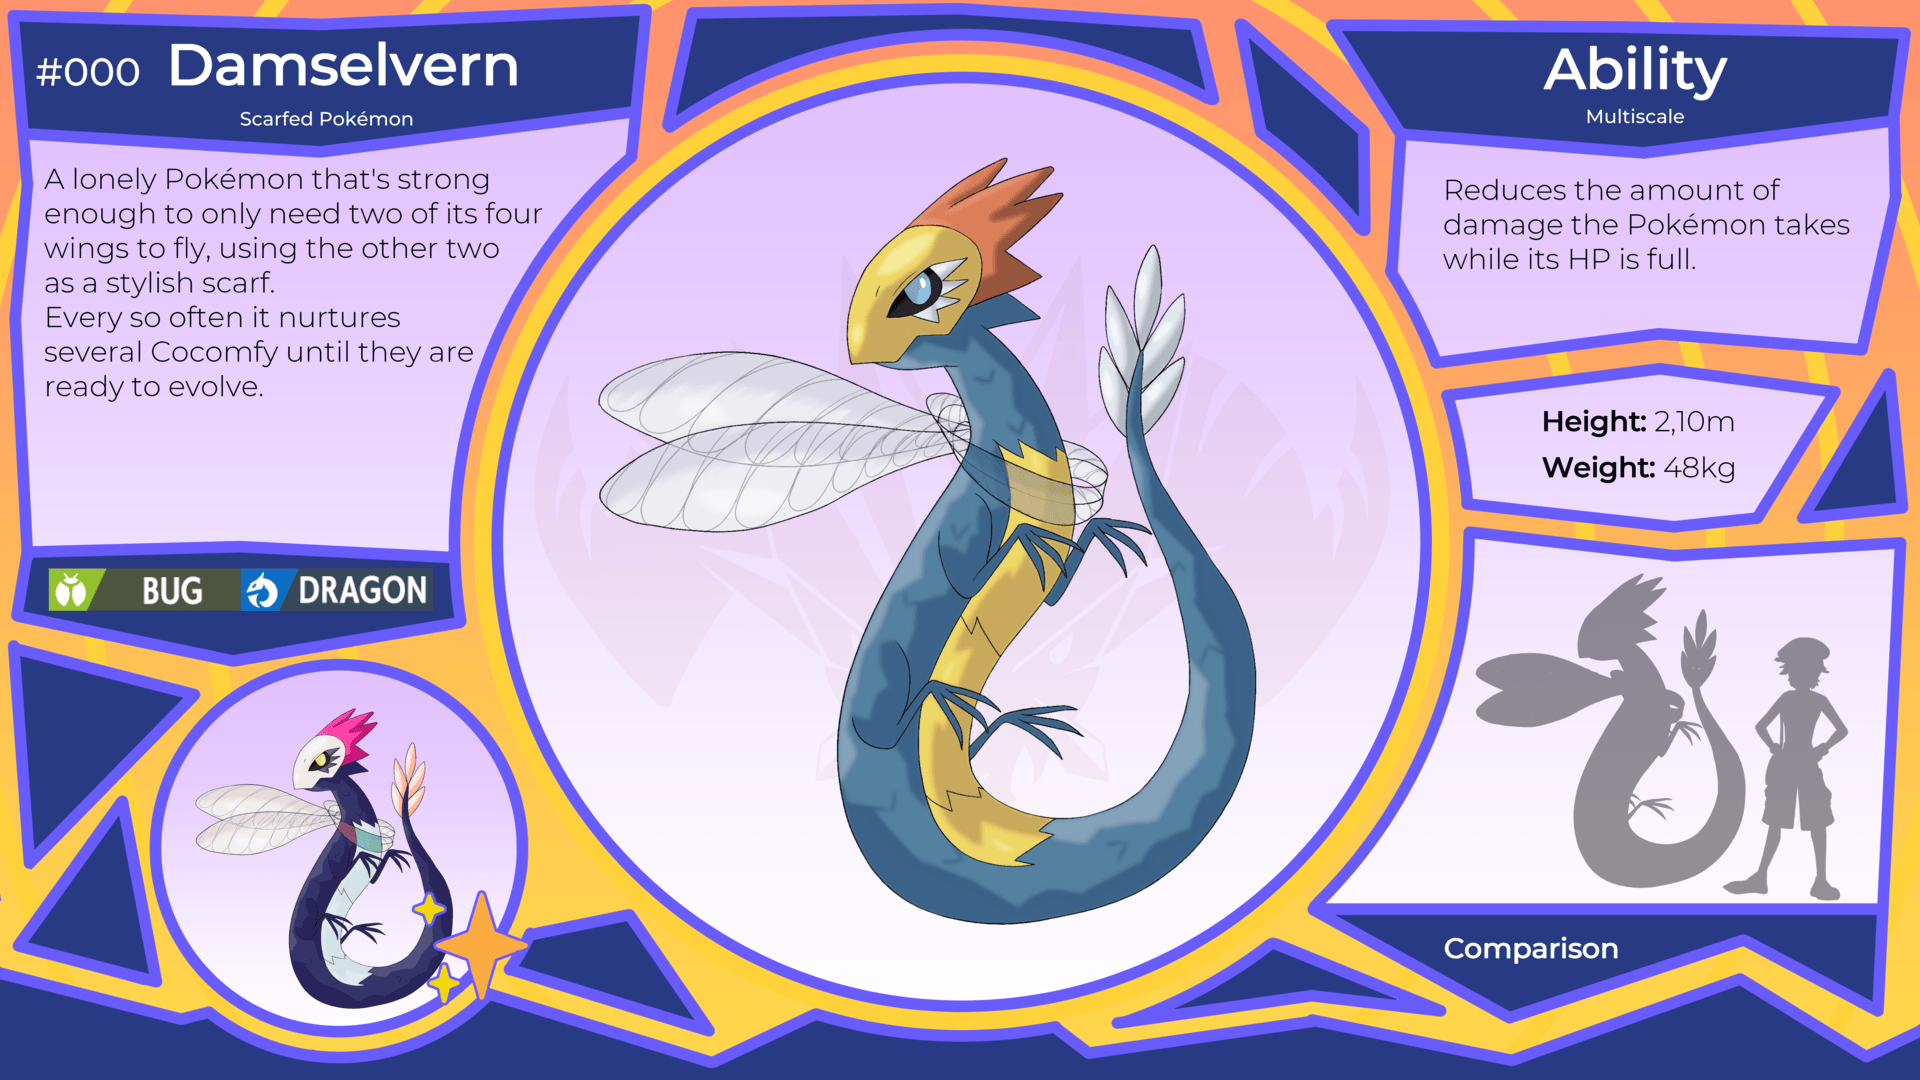 #000 Damselvern
Scarfed Pokémon
A lonely Pokémon that's strong
enough to only need two of its four
wings to fly, using the other two
as a stylish scarf.
Every so often it nurtures
several Cocomfy until they are
ready to evolve.
BUG DRAGON
Ability
Multiscale
Reduces the amount of
damage the Pokémon takes
while its HP is full.
Height: 2,10m
Weight: 48kg
Comparison